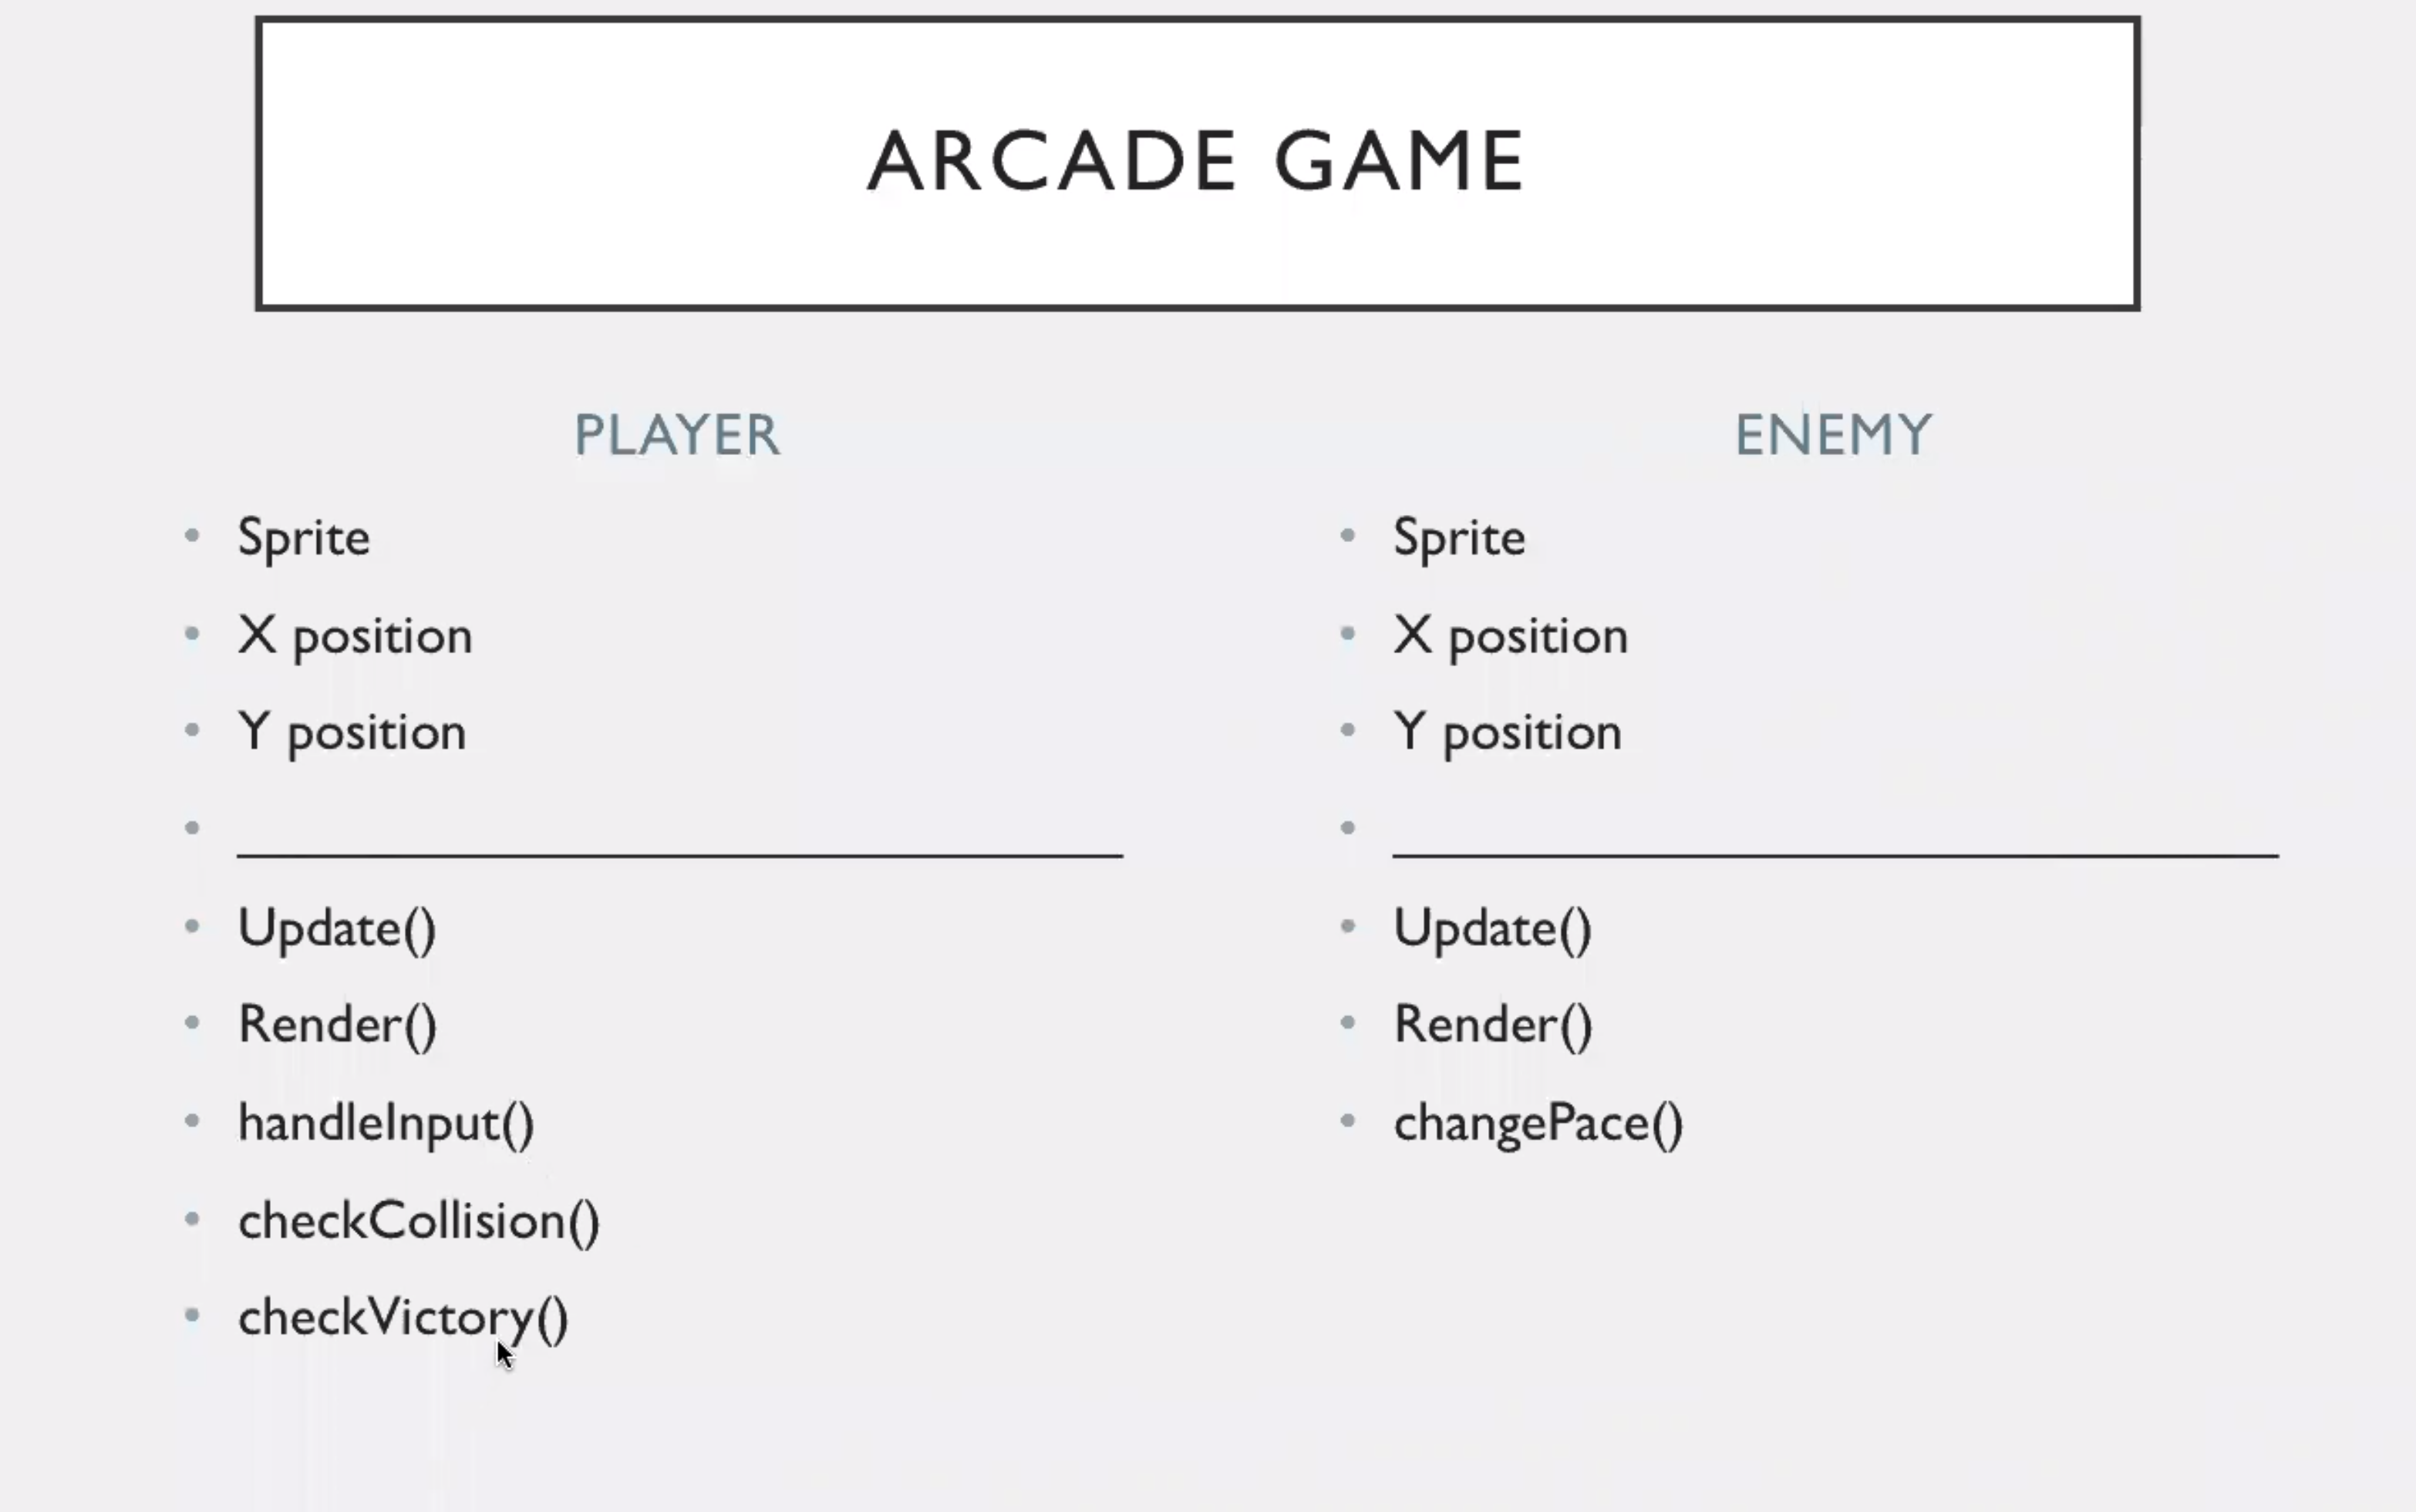 ARCADE GAME
PLAYER
Sprite
X position
Y position
Update()
Render()
handleInput()
checkCollision()
checkVictory()
ENEMY
Sprite
X position
Y position
Update()
Render()
changePace()